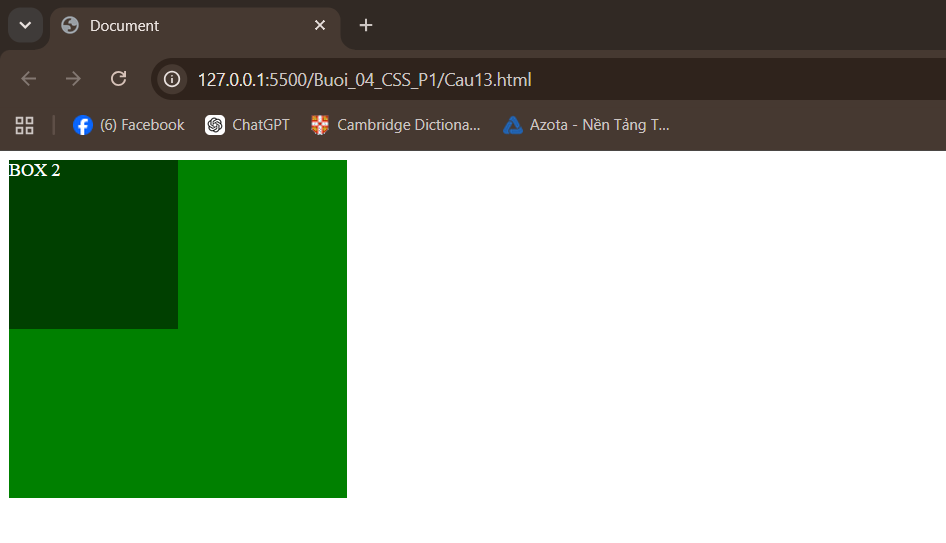 Document
127.0.0.1:5500/Buoi_04_CSS_P1/Cau13.html
(6) Facebook ChatGPT Cambridge Dictiona... Azota - Nền Tảng T...
BOX 2